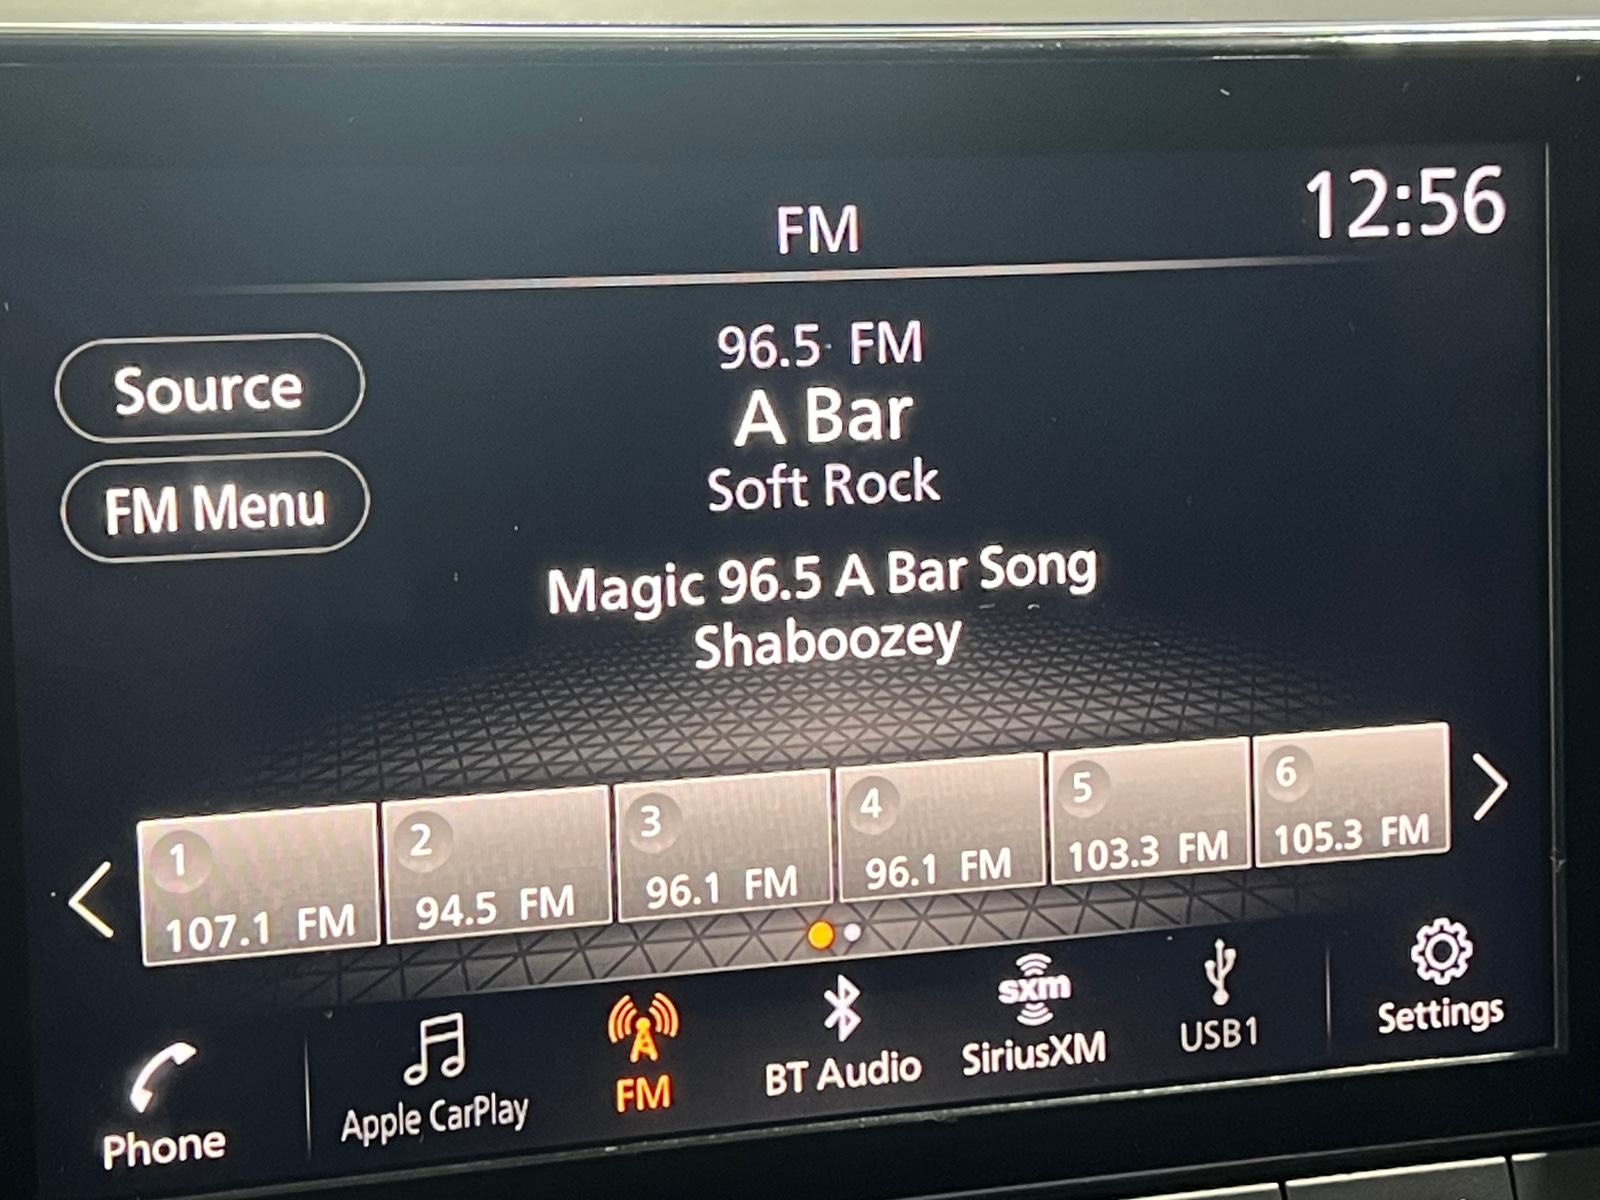 FM
12:56
96.5 FM
A Bar
Soft Rock
Source
FM Menu
Magic 96.5 A Bar Song
Shaboozey
1
107.1 FM
2
94.5 FM
3
96.1 FM
4
96.1 FM
5
103.3 FM
6
105.3 FM
Phone
Apple CarPlay
FM
BT Audio
sxm
SiriusXM
USB1
Settings